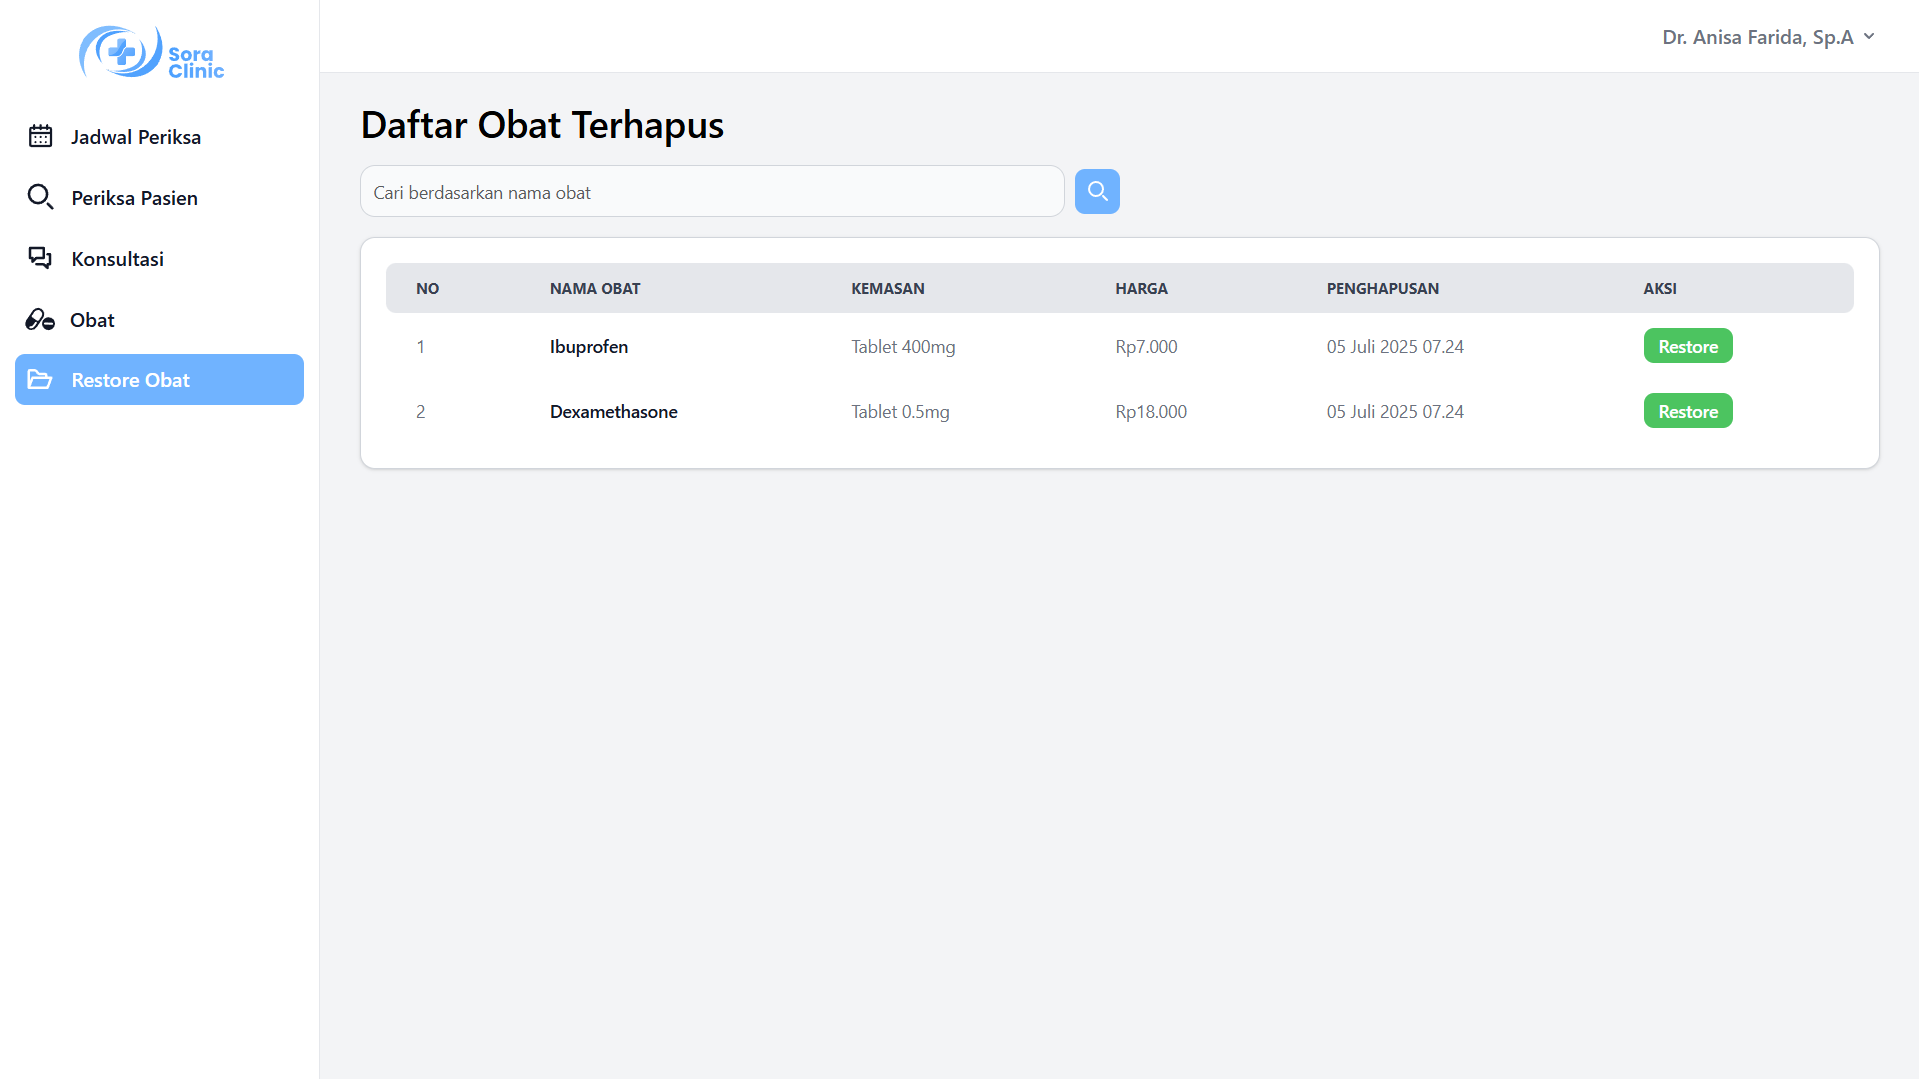 Sora
Clinic
Dr. Anisa Farida, Sp.A
Jadwal Periksa
Periksa Pasien
Konsultasi
Obat
Restore Obat
Daftar Obat Terhapus
Cari berdasarkan nama obat
NO NAMA OBAT KEMASAN HARGA PENGHAPUSAN AKSI
1 Ibuprofen Tablet 400mg Rp7.000 05 Juli 2025 07.24 Restore
2 Dexamethasone Tablet 0.5mg Rp18.000 05 Juli 2025 07.24 Restore